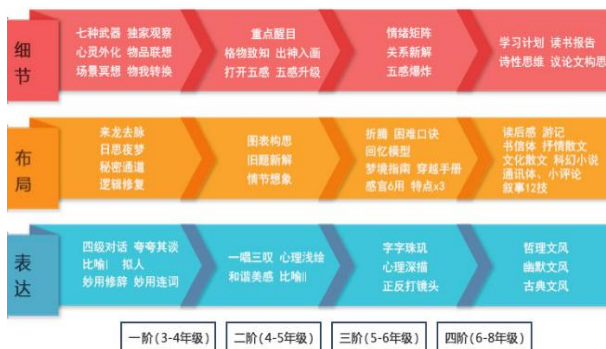 细节
七种武器 独家观察
心灵外化 物品联想
场景冥想 物我转换
重点醒目
格物致知 出神入画
打开五感 五感升级
情绪矩阵
关系新解
五感爆炸
学习计划 读书报告
诗性思维 议论文构思
布局
来龙去脉
日思夜梦
秘密通道
逻辑修复
图表构思
旧题新解
情节想象
折腾 困难口诀
回忆模型
梦境指南 穿越手册
感官6用 特点x3
读后感 游记
书信体 抒情散文
文化散文 科幻小说
通讯体、小评论
叙事12技
表达
四级对话 夸夸其谈
比喻Ⅰ 拟人
妙用修辞 妙用连词
一唱三叹 心理浅绘
和谐美感 比喻Ⅱ
字字珠玑
心理深描
正反打镜头
哲理文风
幽默文风
古典文风
一阶(3-4年级)
二阶(4-5年级)
三阶(5-6年级)
四阶(6-8年级)